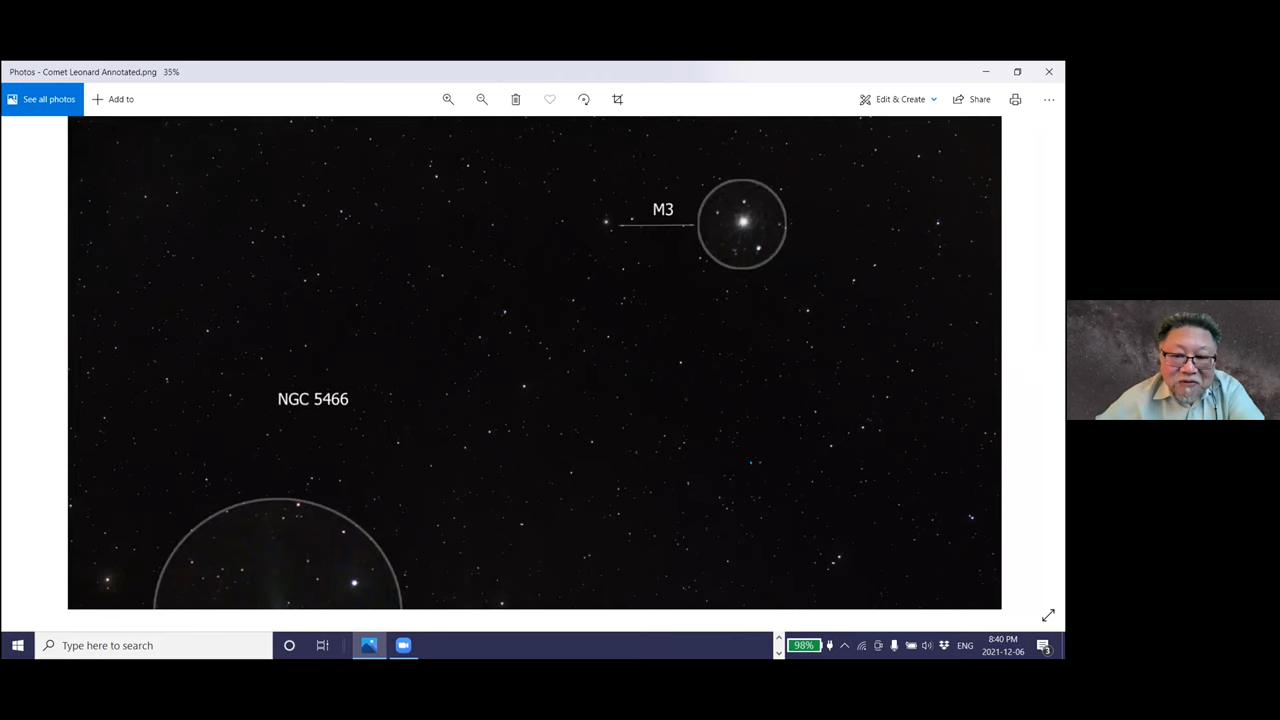 Photos - Comet Leonard Annotated.png 35%
See all photos
Add to
Edit & Create
Share
M3
NGC 5466
Type here to search
98%
ENG
8:40 PM
2021-12-06
3